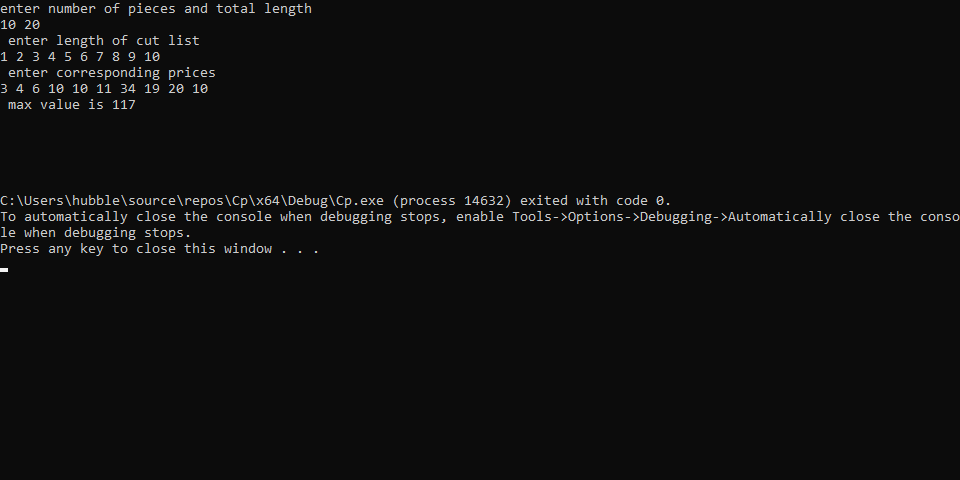 enter number of pieces and total length
10 20
enter length of cut list
1 2 3 4 5 6 7 8 9 10
enter corresponding prices
3 4 6 10 10 11 34 19 20 10
max value is 117
C:\Users\hubble\source\repos\Cp\x64\Debug\Cp.exe (process 14632) exited with code 0.
To automatically close the console when debugging stops, enable Tools->Options->Debugging->Automatically close the conso
le when debugging stops.
Press any key to close this window . . .